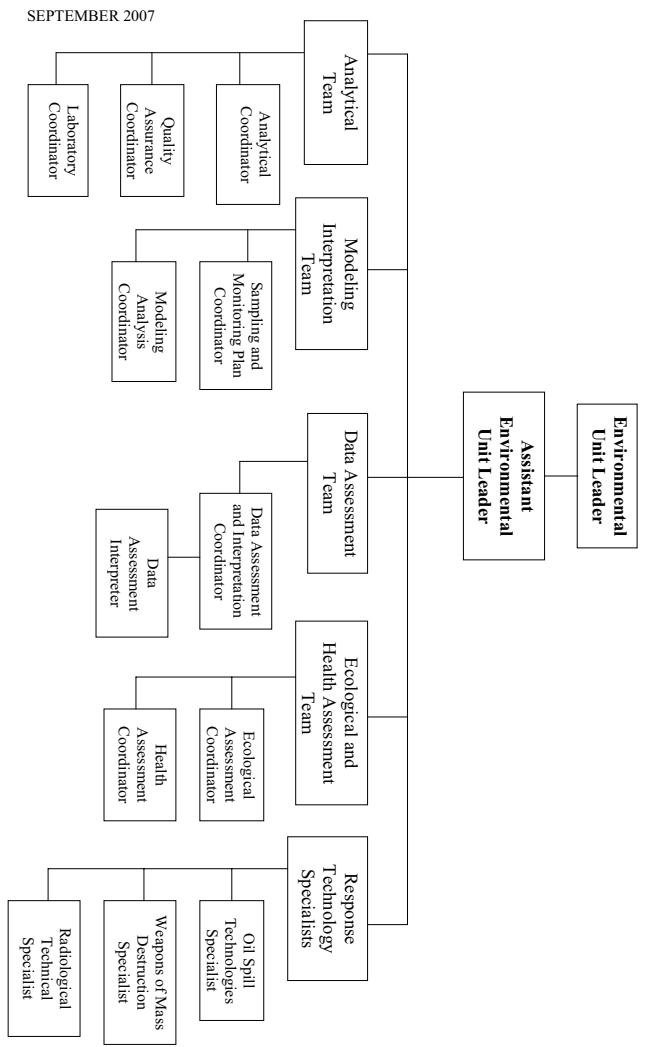 SEPTEMBER 2007
Environmental
Unit Leader
Assistant
Environmental
Unit Leader
Analytical
Team
Analytical
Coordinator
Quality
Assurance
Coordinator
Laboratory
Coordinator
Modeling
Interpretation
Team
Sampling and
Monitoring Plan
Coordinator
Modeling
Analysis
Coordinator
Data Assessment
Team
Data Assessment
and Interpretation
Coordinator
Data
Assessment
Interpreter
Ecological and
Health Assessment
Team
Ecological
Assessment
Coordinator
Health
Assessment
Coordinator
Response
Technology
Specialists
Oil Spill
Technologies
Specialist
Weapons of Mass
Destruction
Specialist
Radiological
Technical
Specialist